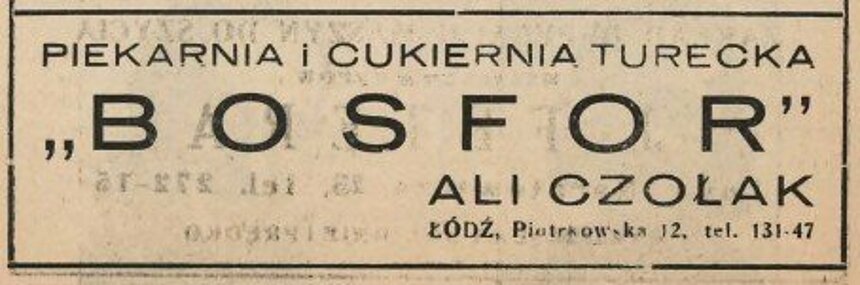 PIEKARNIA i CUKIERNIA TURECKA
„BOSFOR”
ALI CZOŁAK
ŁÓDŹ, Piotrkowska 12, tel. 131-47